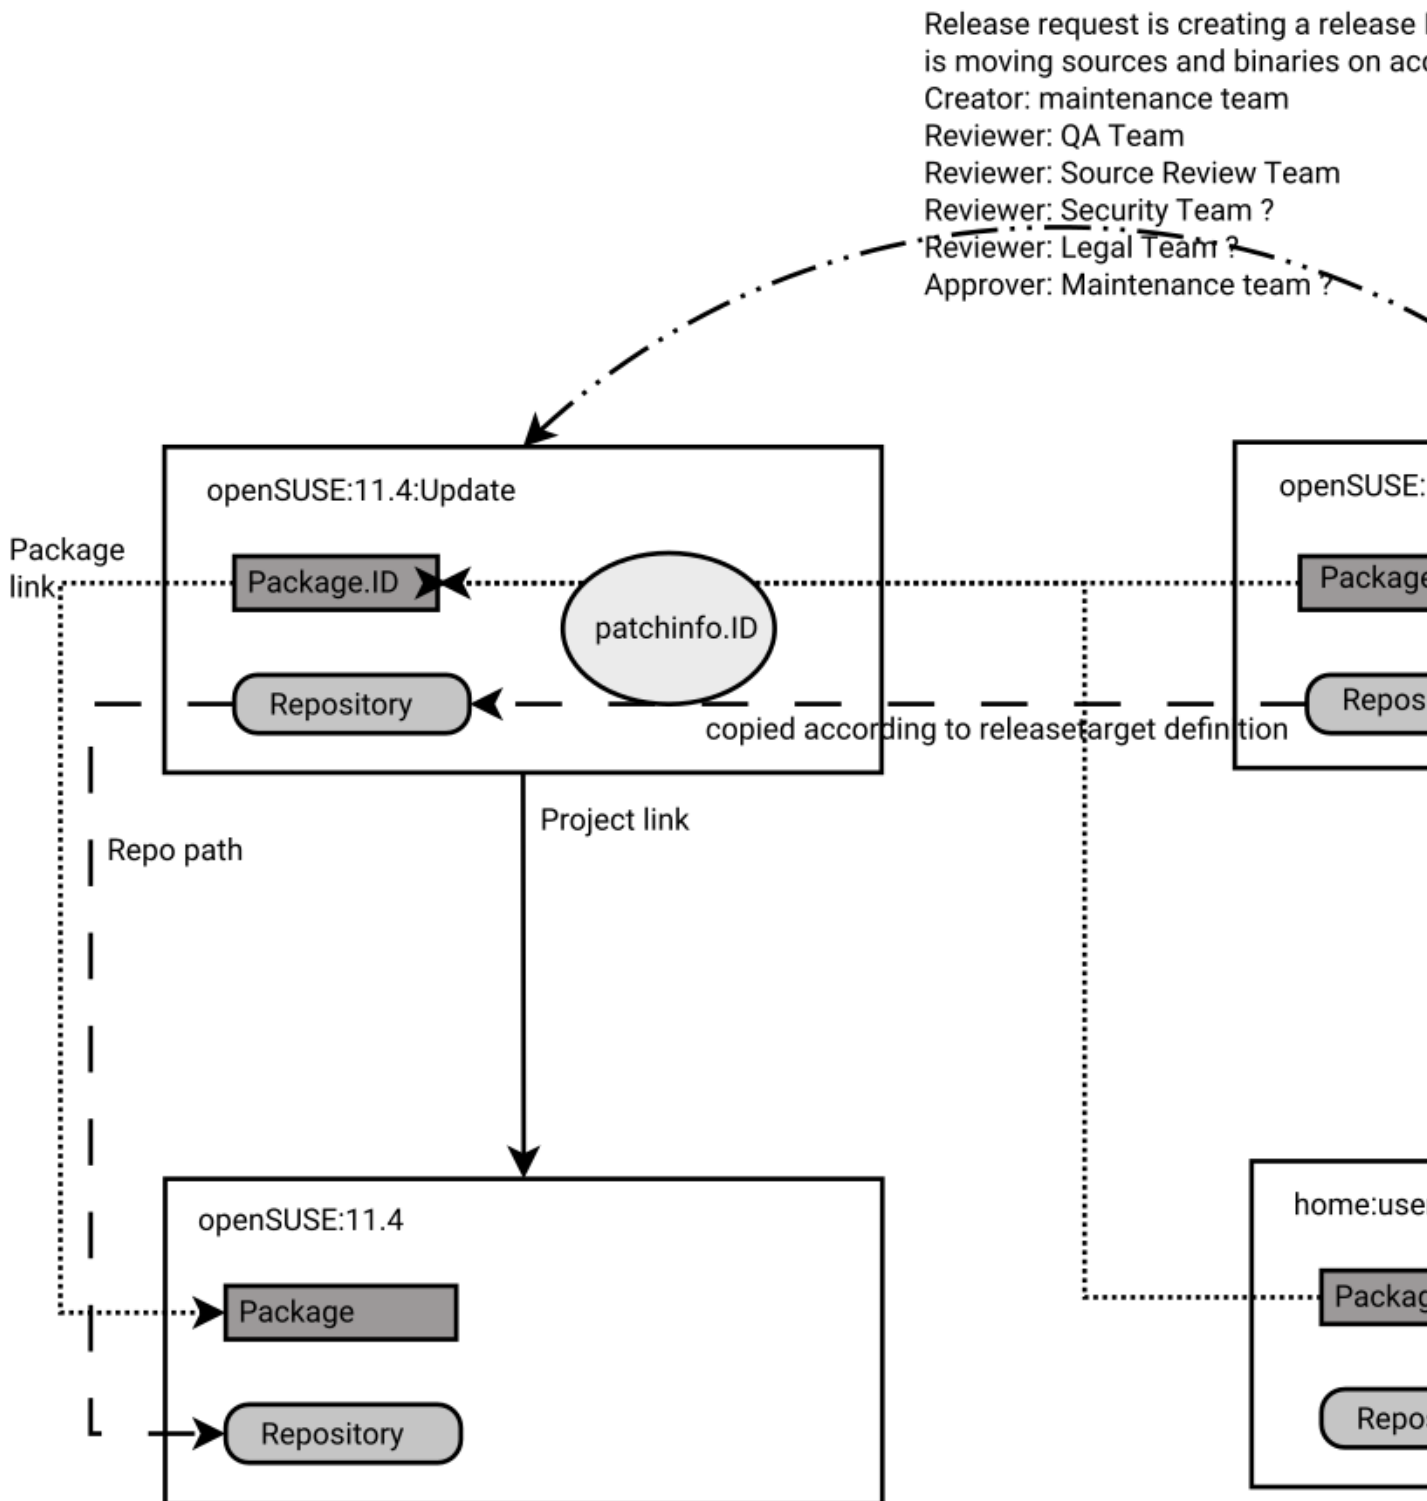 Release request is creating a release
is moving sources and binaries on
Creator: maintenance team
Reviewer: QA Team
Reviewer: Source Review Team
Reviewer: Security Team ?
Reviewer: Legal Team ?
Approver: Maintenance team ?
openSUSE:11.4:Update
openSUSE:
Package
link
Package.ID
Package
patchinfo.ID
Repository
Repos
copied according to releasetarget definition
Project link
Repo path
openSUSE:11.4
home:use
Package
Packag
Repository
Repo